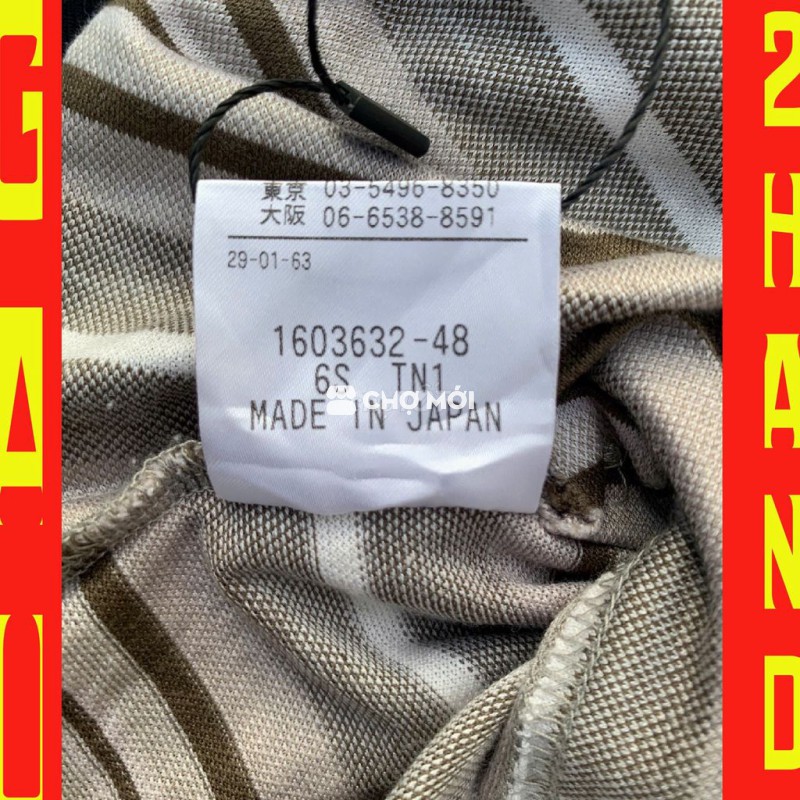 東京 03-5496-8350
大阪 06-6538-8591
29-01-63
1603632-48
6S TN1
MADE IN JAPAN
CHỢ MỚI
2HAND